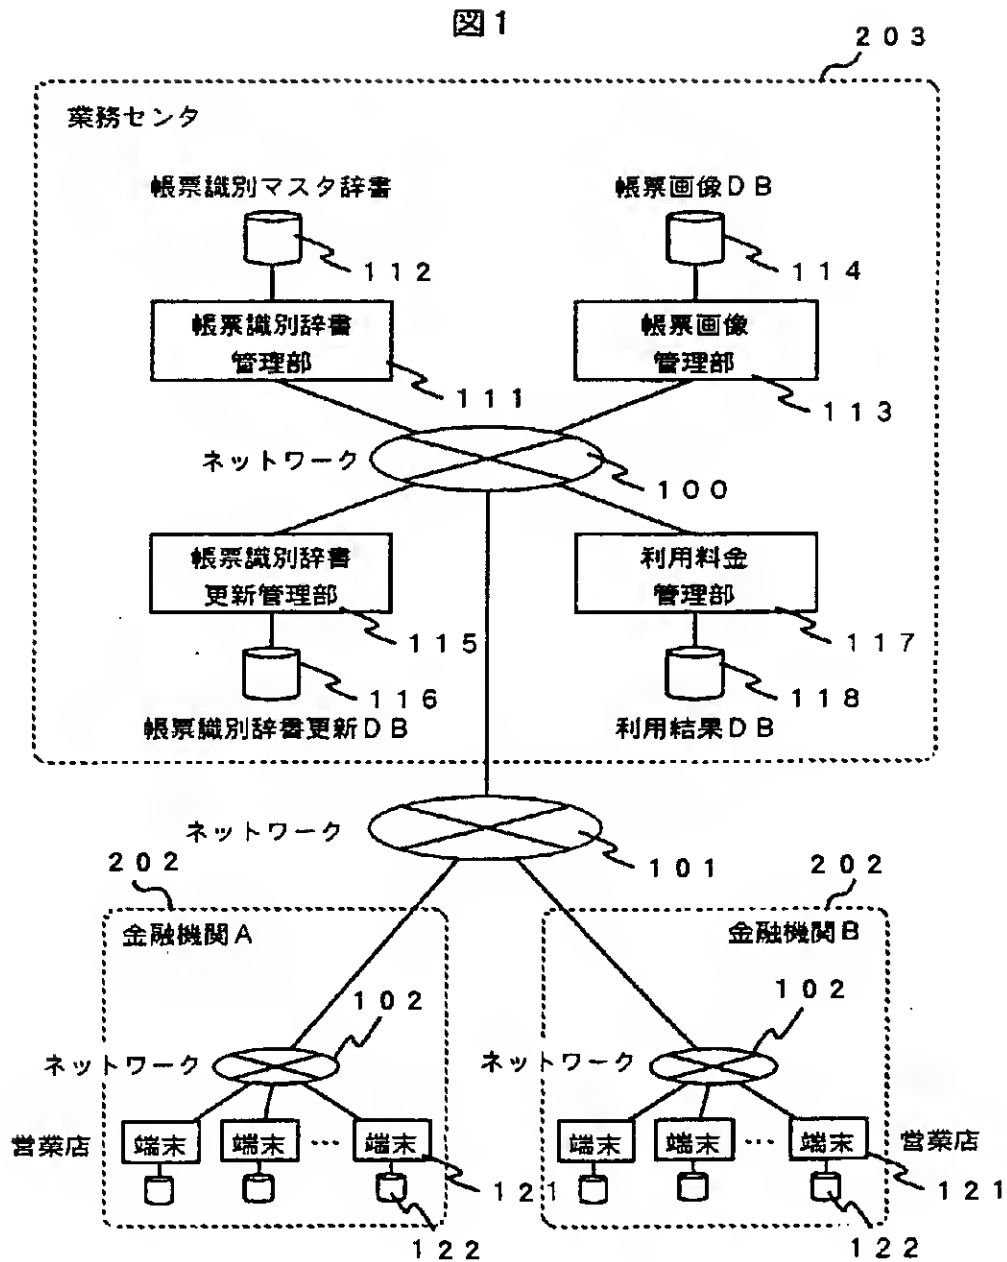 図1
203
業務センタ
帳票識別マスタ辞書
帳票画像DB
112
114
帳票識別辞書
管理部
帳票画像
管理部
111
113
ネットワーク
100
帳票識別辞書
更新管理部
利用料金
管理部
115
117
116
118
帳票識別辞書更新DB
利用結果DB
ネットワーク
101
202
202
金融機関A
金融機関B
102
102
ネットワーク
ネットワーク
営業店
端末
端末
…
端末
端末
端末
…
端末
営業店
121
121
122
122